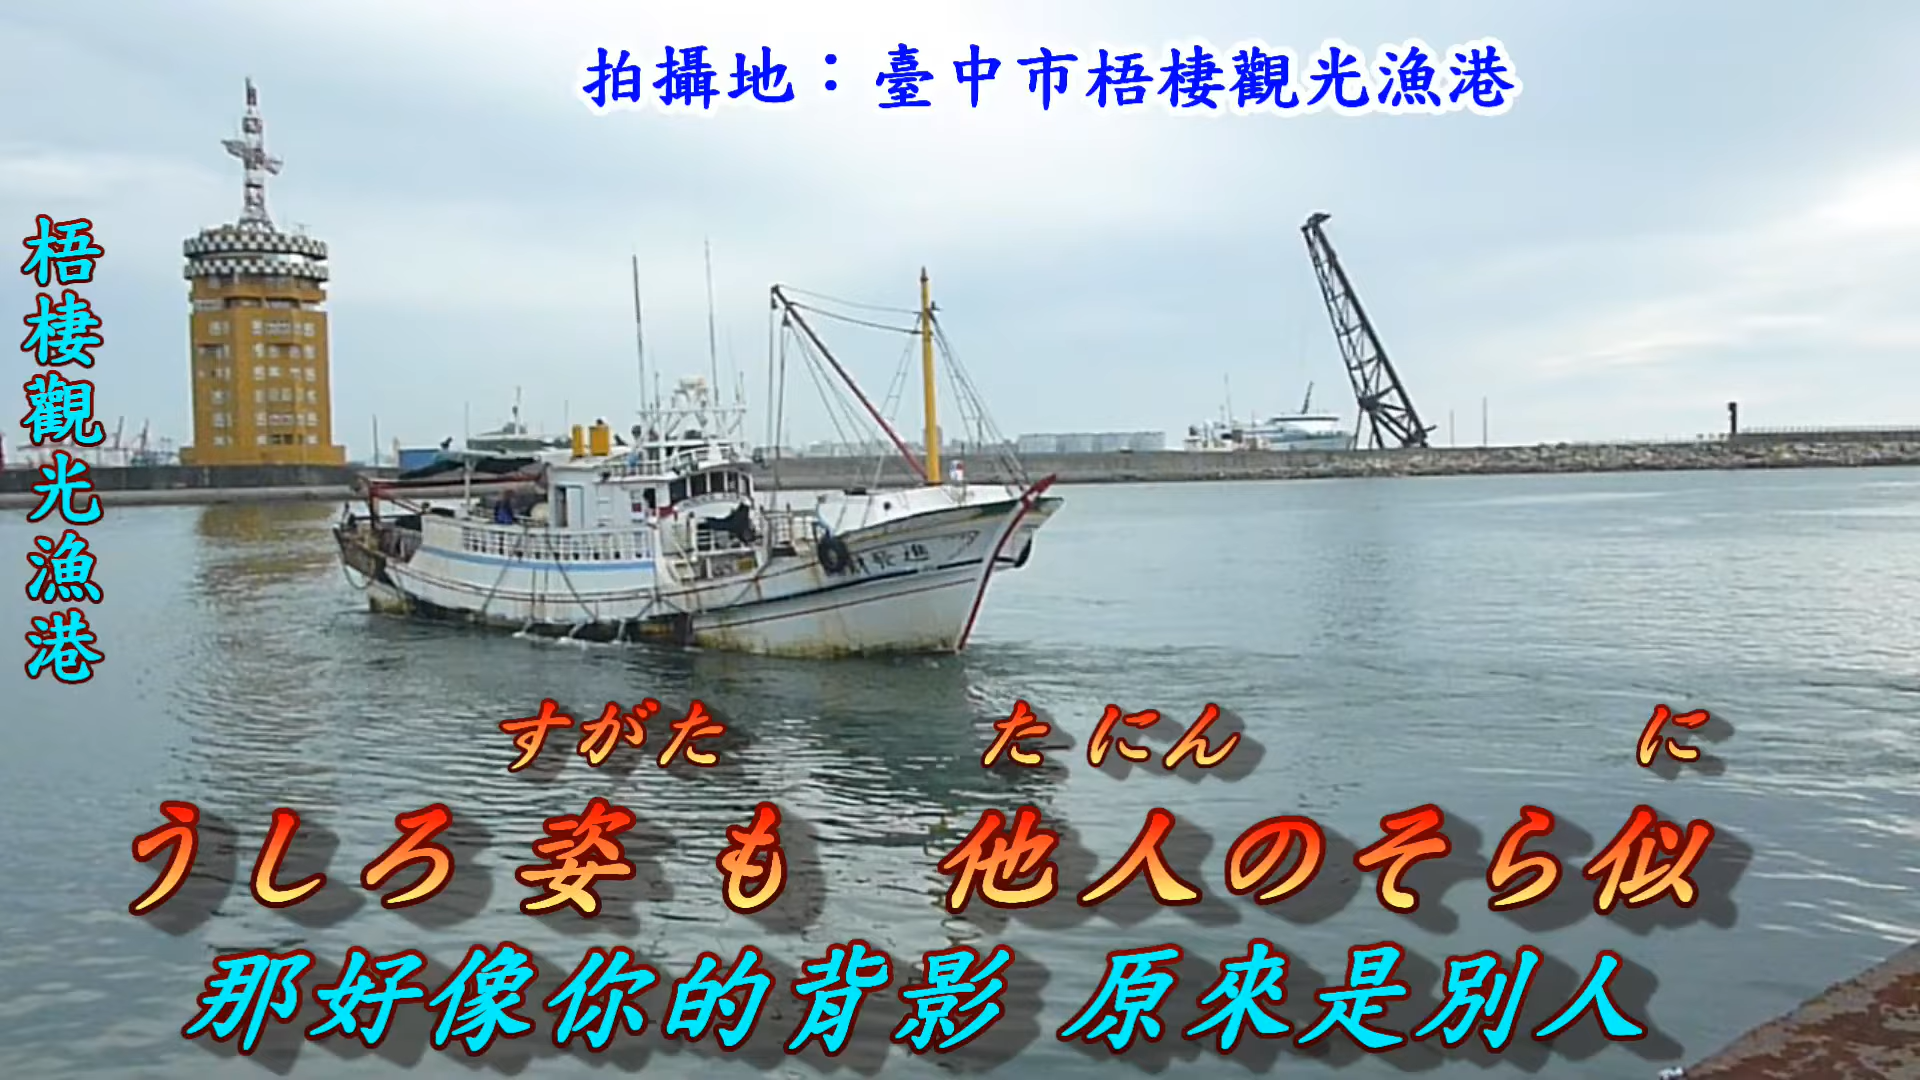 拍攝地：臺中市梧棲觀光漁港
梧棲觀光漁港
すがた たにん に
うしろ姿も 他人のそら似
那好像你的背影 原來是別人